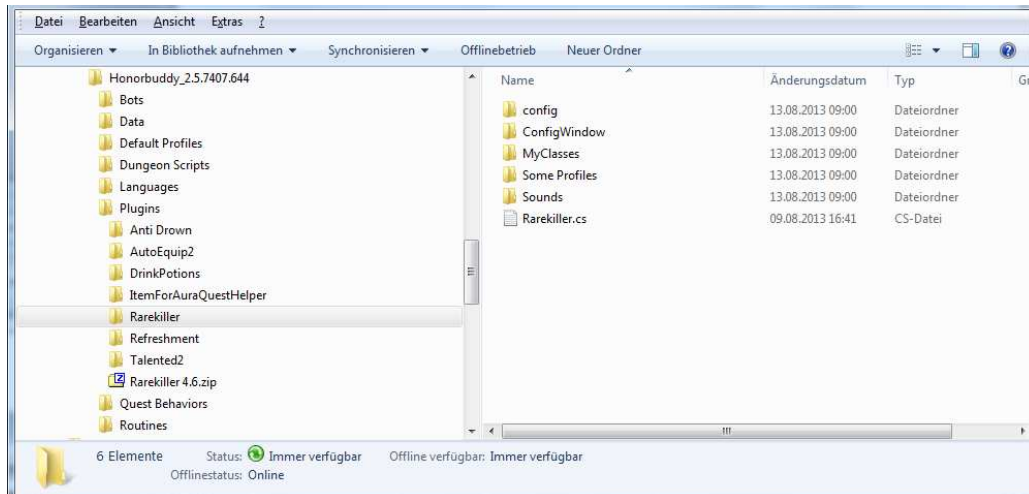 Datei Bearbeiten Ansicht Extras ?
Organisieren In Bibliothek aufnehmen Synchronisieren Offlinebetrieb Neuer Ordner
Honorbuddy_2.5.7407.644
Bots
Data
Default Profiles
Dungeon Scripts
Languages
Plugins
Anti Drown
AutoEquip2
DrinkPotions
ItemForAuraQuestHelper
Rarekiller
Refreshment
Talented2
Rarekiller 4.6.zip
Quest Behaviors
Routines
Name Änderungsdatum Typ
config 13.08.2013 09:00 Dateiordner
ConfigWindow 13.08.2013 09:00 Dateiordner
MyClasses 13.08.2013 09:00 Dateiordner
Some Profiles 13.08.2013 09:00 Dateiordner
Sounds 13.08.2013 09:00 Dateiordner
Rarekiller.cs 09.08.2013 16:41 CS-Datei
6 Elemente Status: Immer verfügbar Offline verfügbar: Immer verfügbar
Offlinestatus: Online